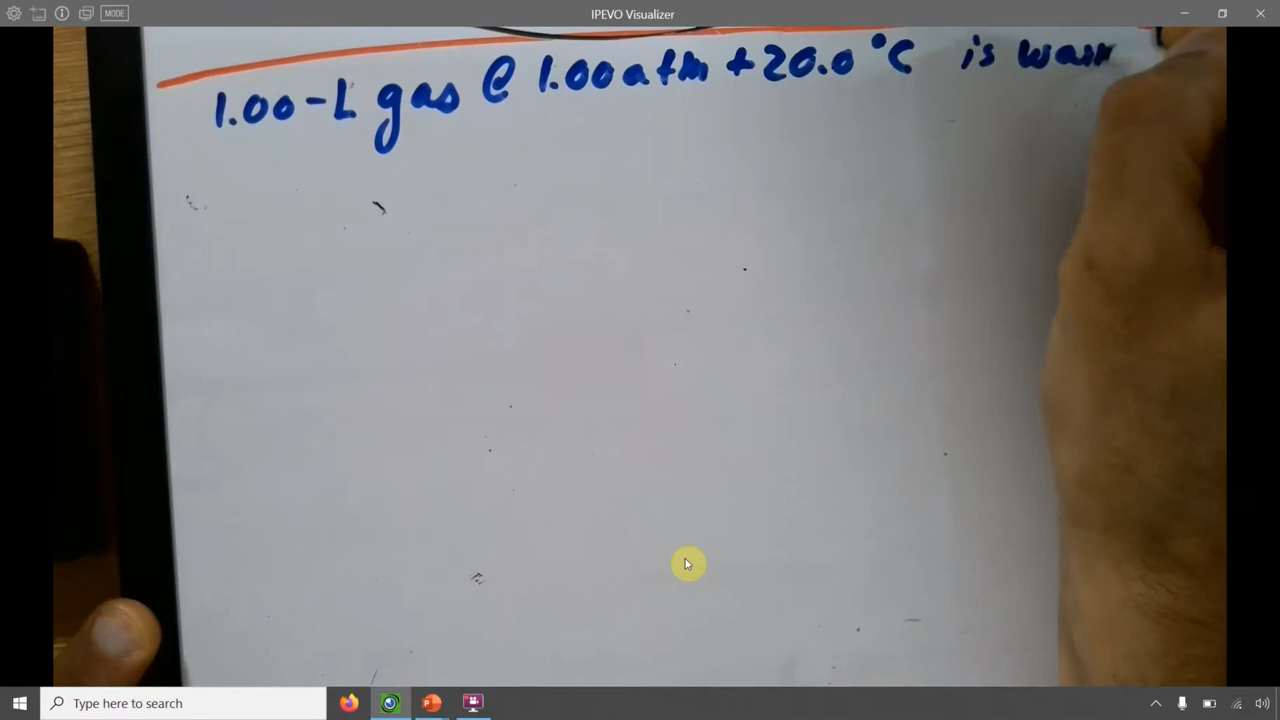 MODE
IPEVO Visualizer
1.00-L gas @ 1.00 atm + 20.0 °C is
Type here to search